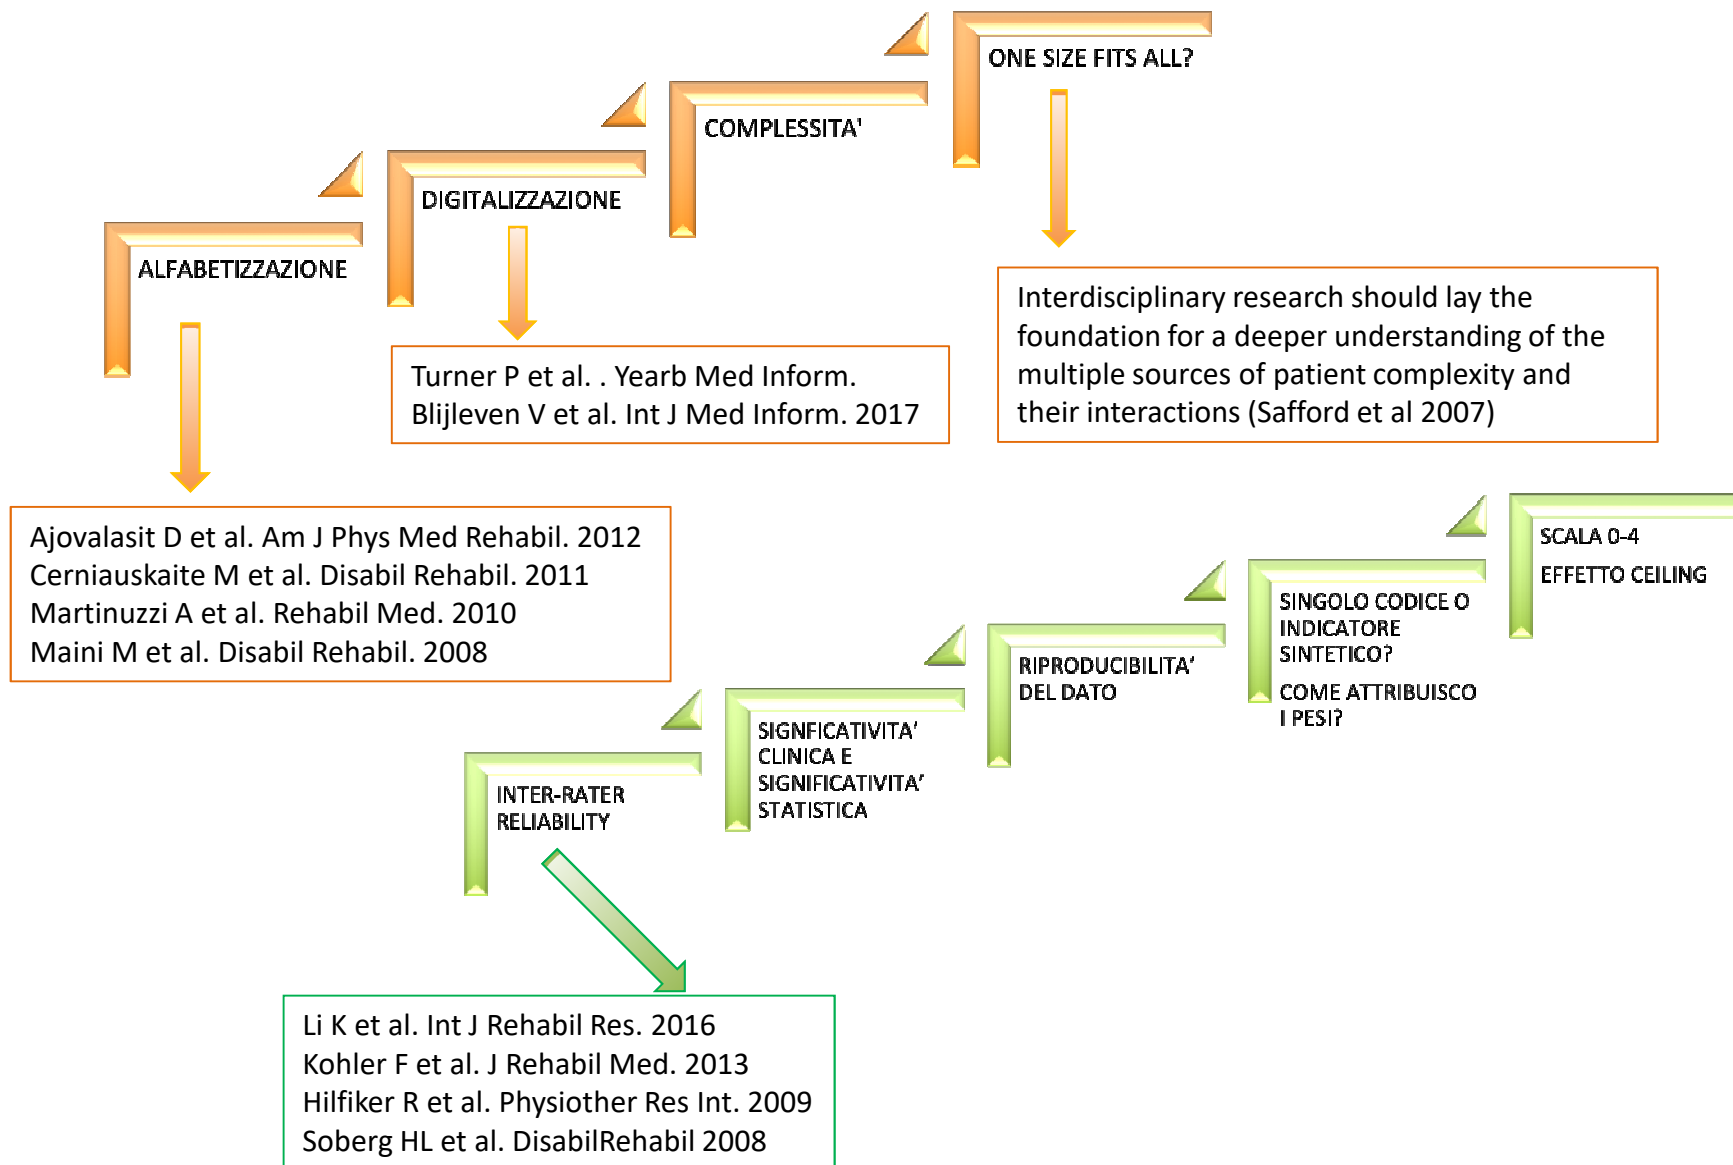 ONE SIZE FITS ALL?
COMPLESSITA'
DIGITALIZZAZIONE
ALFABETIZZAZIONE
Interdisciplinary research should lay the
foundation for a deeper understanding of the
multiple sources of patient complexity and
their interactions (Safford et al 2007)
Turner P et al. . Yearb Med Inform.
Blijleven V et al. Int J Med Inform. 2017
Ajovalasit D et al. Am J Phys Med Rehabil. 2012
Cerniauskaite M et al. Disabil Rehabil. 2011
Martinuzzi A et al. Rehabil Med. 2010
Maini M et al. Disabil Rehabil. 2008
SCALA 0-4
EFFETTO CEILING
SINGOLO CODICE O
INDICATORE
SINTETICO?
COME ATTRIBUISCO
I PESI?
RIPRODUCIBILITA'
DEL DATO
SIGNFICATIVITA'
CLINICA E
SIGNIFICATIVITA'
STATISTICA
INTER-RATER
RELIABILITY
Li K et al. Int J Rehabil Res. 2016
Kohler F et al. J Rehabil Med. 2013
Hilfiker R et al. Physiother Res Int. 2009
Soberg HL et al. DisabilRehabil 2008